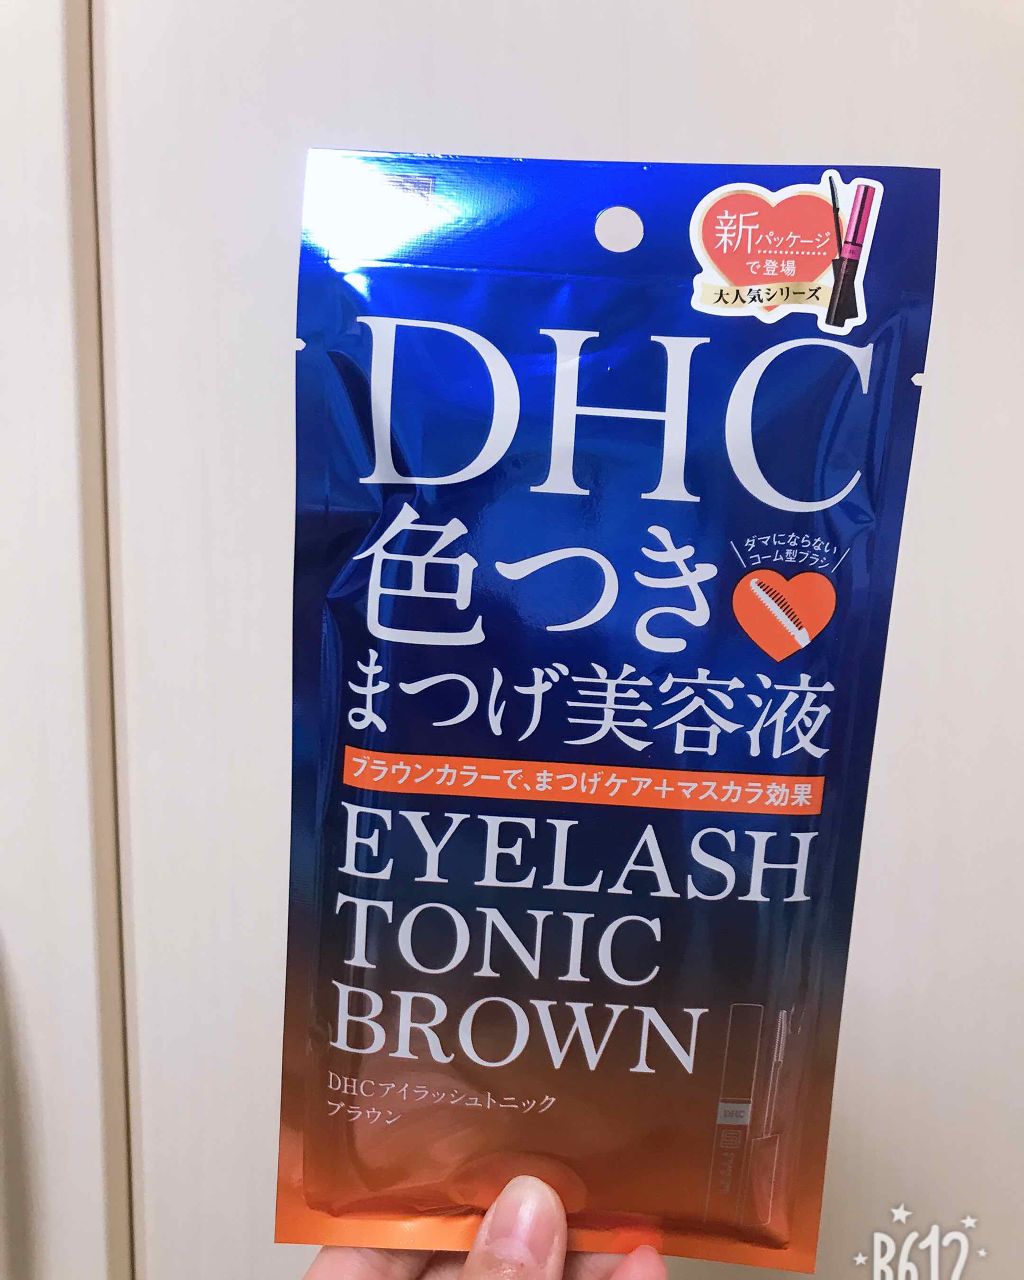 新パッケージ
で登場
大人気シリーズ
DHC
色つき
ダマにならない
コーム型ブラシ
まつげ美容液
ブラウンカラーで、まつげケア+マスカラ効果
EYELASH
TONIC
BROWN
DHCアイラッシュトニック
ブラウン
DHC
B612